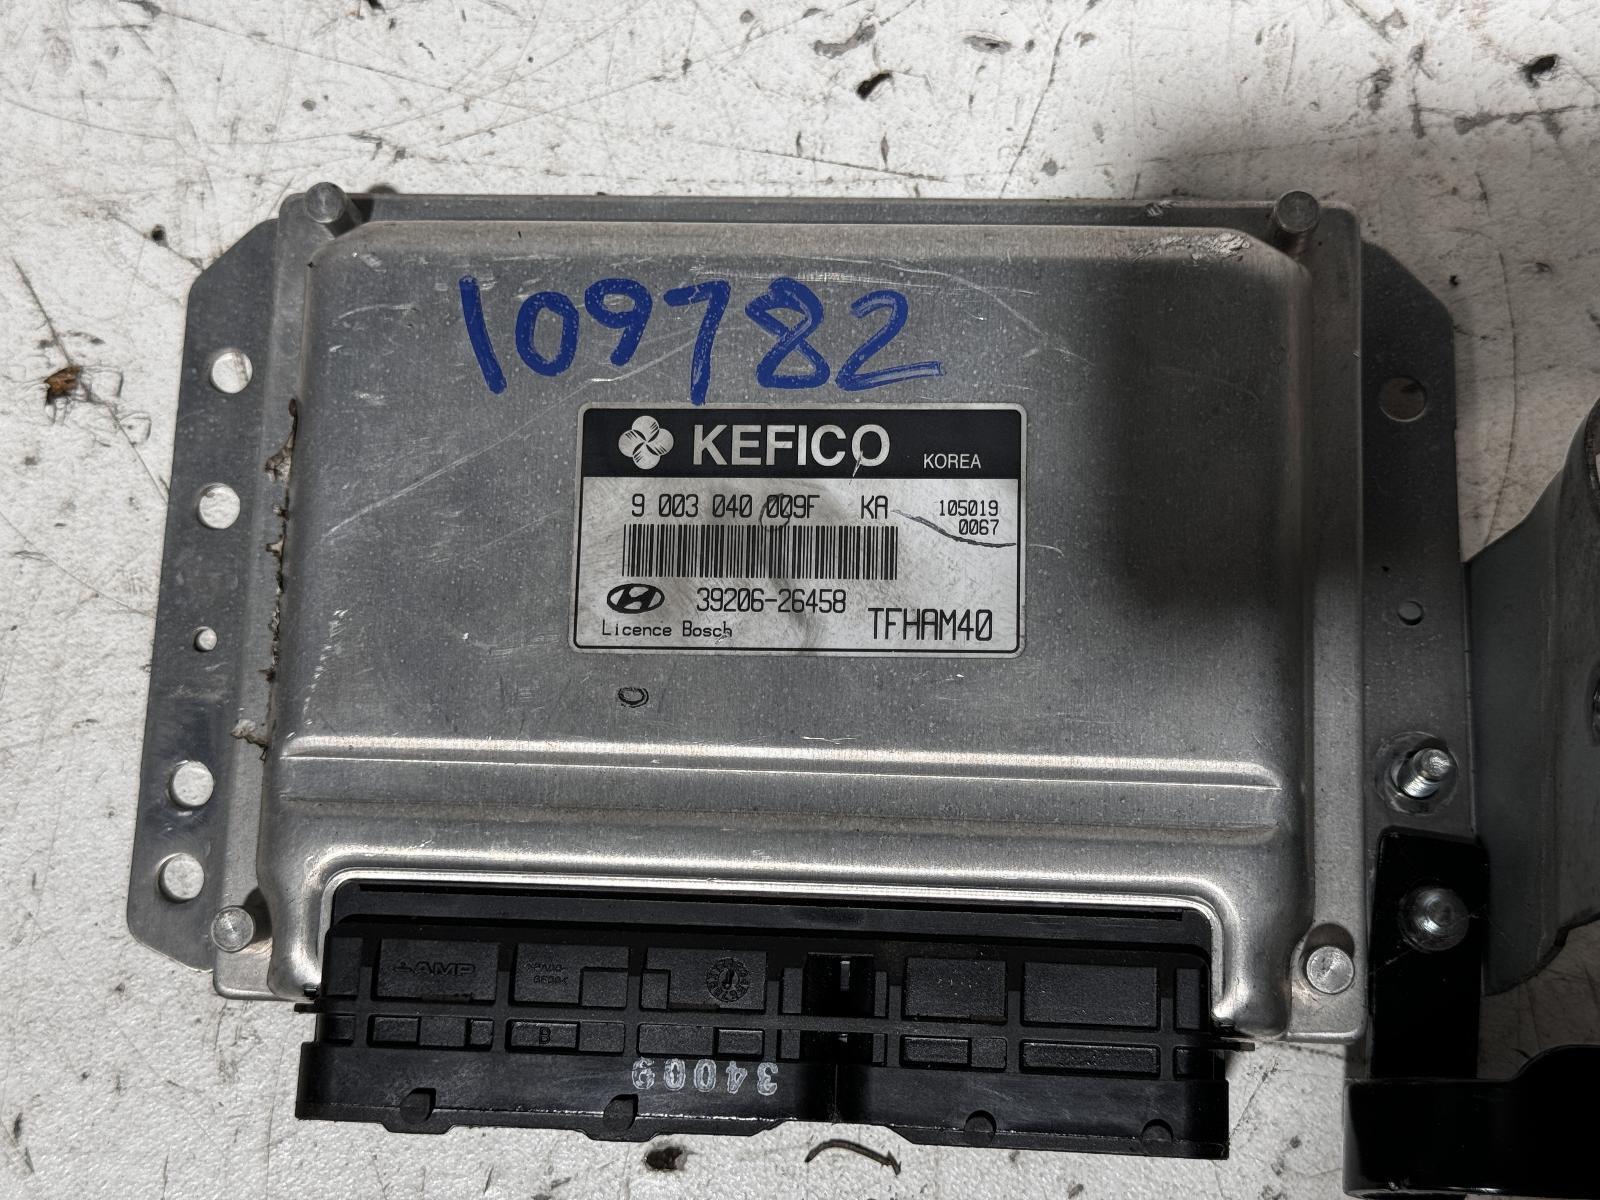 109782
KEFICO KOREA
9 003 040 009F KA 105019
0067
39206-26458
Licence Bosch TFHAM40
AMP
B
34009